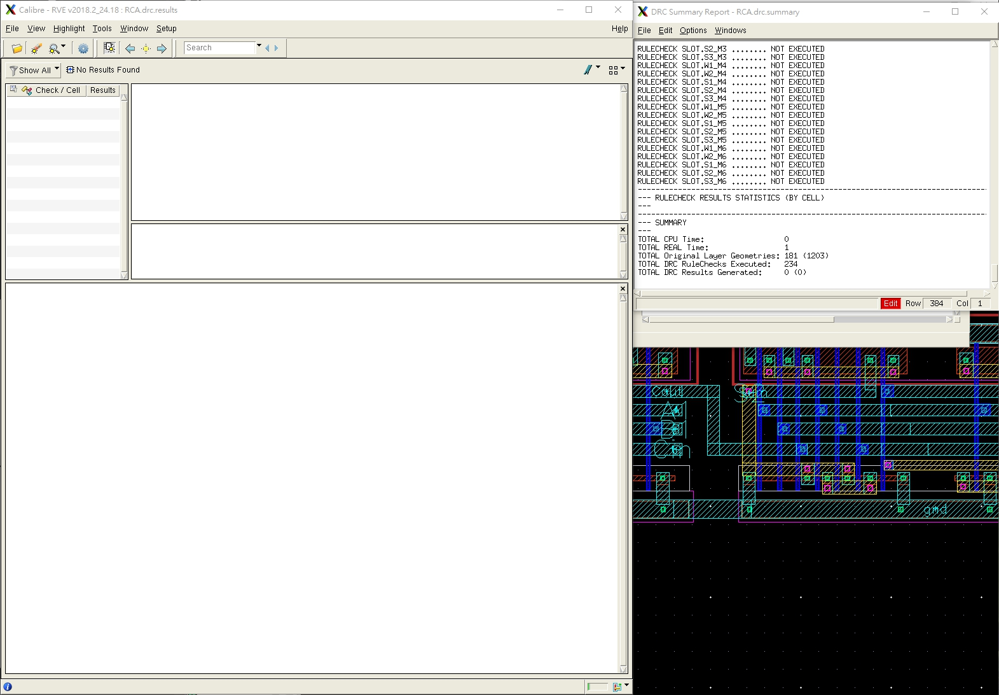 Calibre - RVE v2018.2_24.18 : RCA.drc.results
File View Highlight Tools Window Setup Help
Search
Show All No Results Found
Check / Cell Results
DRC Summary Report - RCA.drc.summary
File Edit Options Windows
RULECHECK SLOT.S2_M3 ........ NOT EXECUTED
RULECHECK SLOT.S3_M3 ........ NOT EXECUTED
RULECHECK SLOT.W1_M4 ........ NOT EXECUTED
RULECHECK SLOT.W2_M4 ........ NOT EXECUTED
RULECHECK SLOT.S1_M4 ........ NOT EXECUTED
RULECHECK SLOT.S2_M4 ........ NOT EXECUTED
RULECHECK SLOT.S3_M4 ........ NOT EXECUTED
RULECHECK SLOT.W1_M5 ........ NOT EXECUTED
RULECHECK SLOT.W2_M5 ........ NOT EXECUTED
RULECHECK SLOT.S1_M5 ........ NOT EXECUTED
RULECHECK SLOT.S2_M5 ........ NOT EXECUTED
RULECHECK SLOT.S3_M5 ........ NOT EXECUTED
RULECHECK SLOT.W1_M6 ........ NOT EXECUTED
RULECHECK SLOT.W2_M6 ........ NOT EXECUTED
RULECHECK SLOT.S1_M6 ........ NOT EXECUTED
RULECHECK SLOT.S2_M6 ........ NOT EXECUTED
RULECHECK SLOT.S3_M6 ........ NOT EXECUTED
--- RULECHECK RESULTS STATISTICS (BY CELL)
---
--- SUMMARY
---
TOTAL CPU Time: 0
TOTAL REAL Time: 1
TOTAL Original Layer Geometries: 181 (1203)
TOTAL DRC RuleChecks Executed: 234
TOTAL DRC Results Generated: 0 (0)
Edit Row 384 Col 1
Cout Sum
A1
B1
Cin
gnd